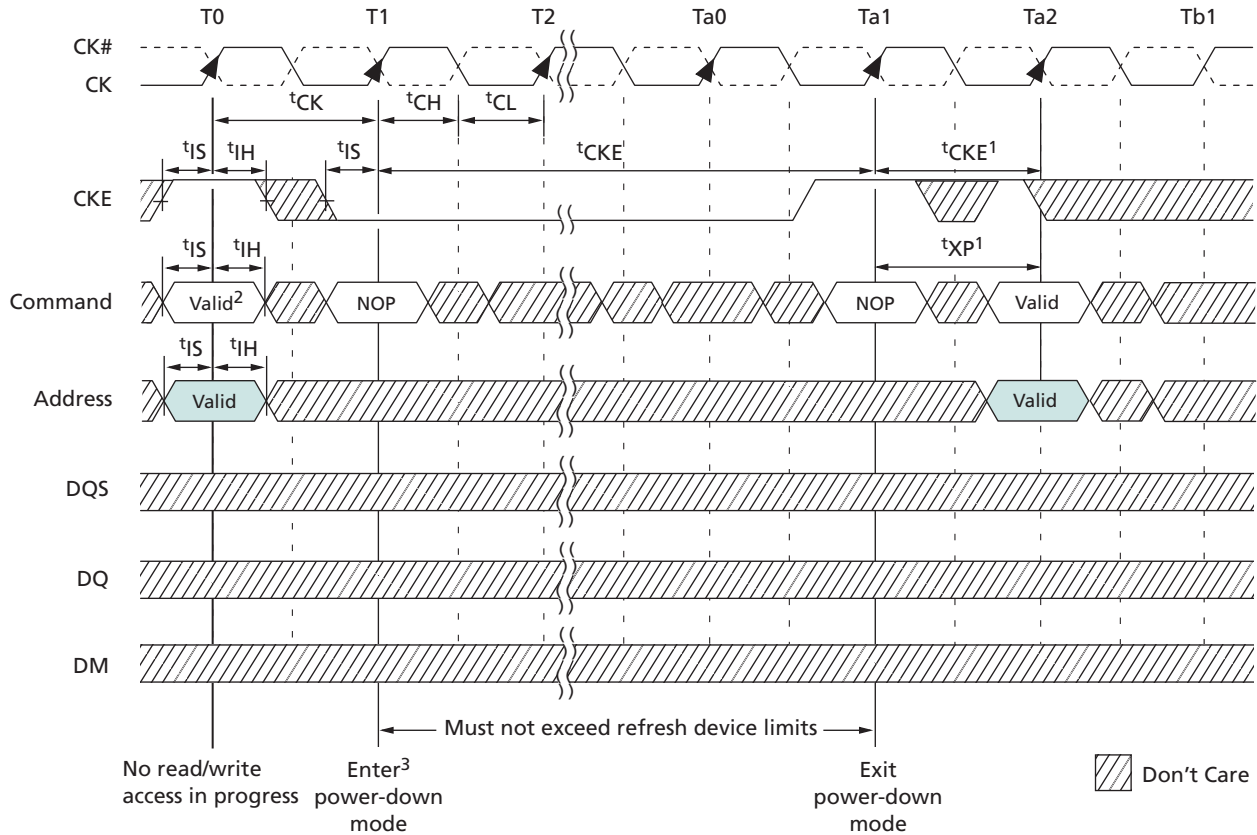 T0 T1 T2 Ta0 Ta1 Ta2 Tb1
CK#
CK
tCK tCH tCL
tIS tIH tIS tCKE tCKE1
CKE
tIS tIH tXP1
Command Valid2 NOP NOP Valid
tIS tIH
Address Valid Valid
DQS
DQ
DM
Must not exceed refresh device limits
No read/write Enter3 Exit
access in progress power-down power-down
mode mode
Don't Care